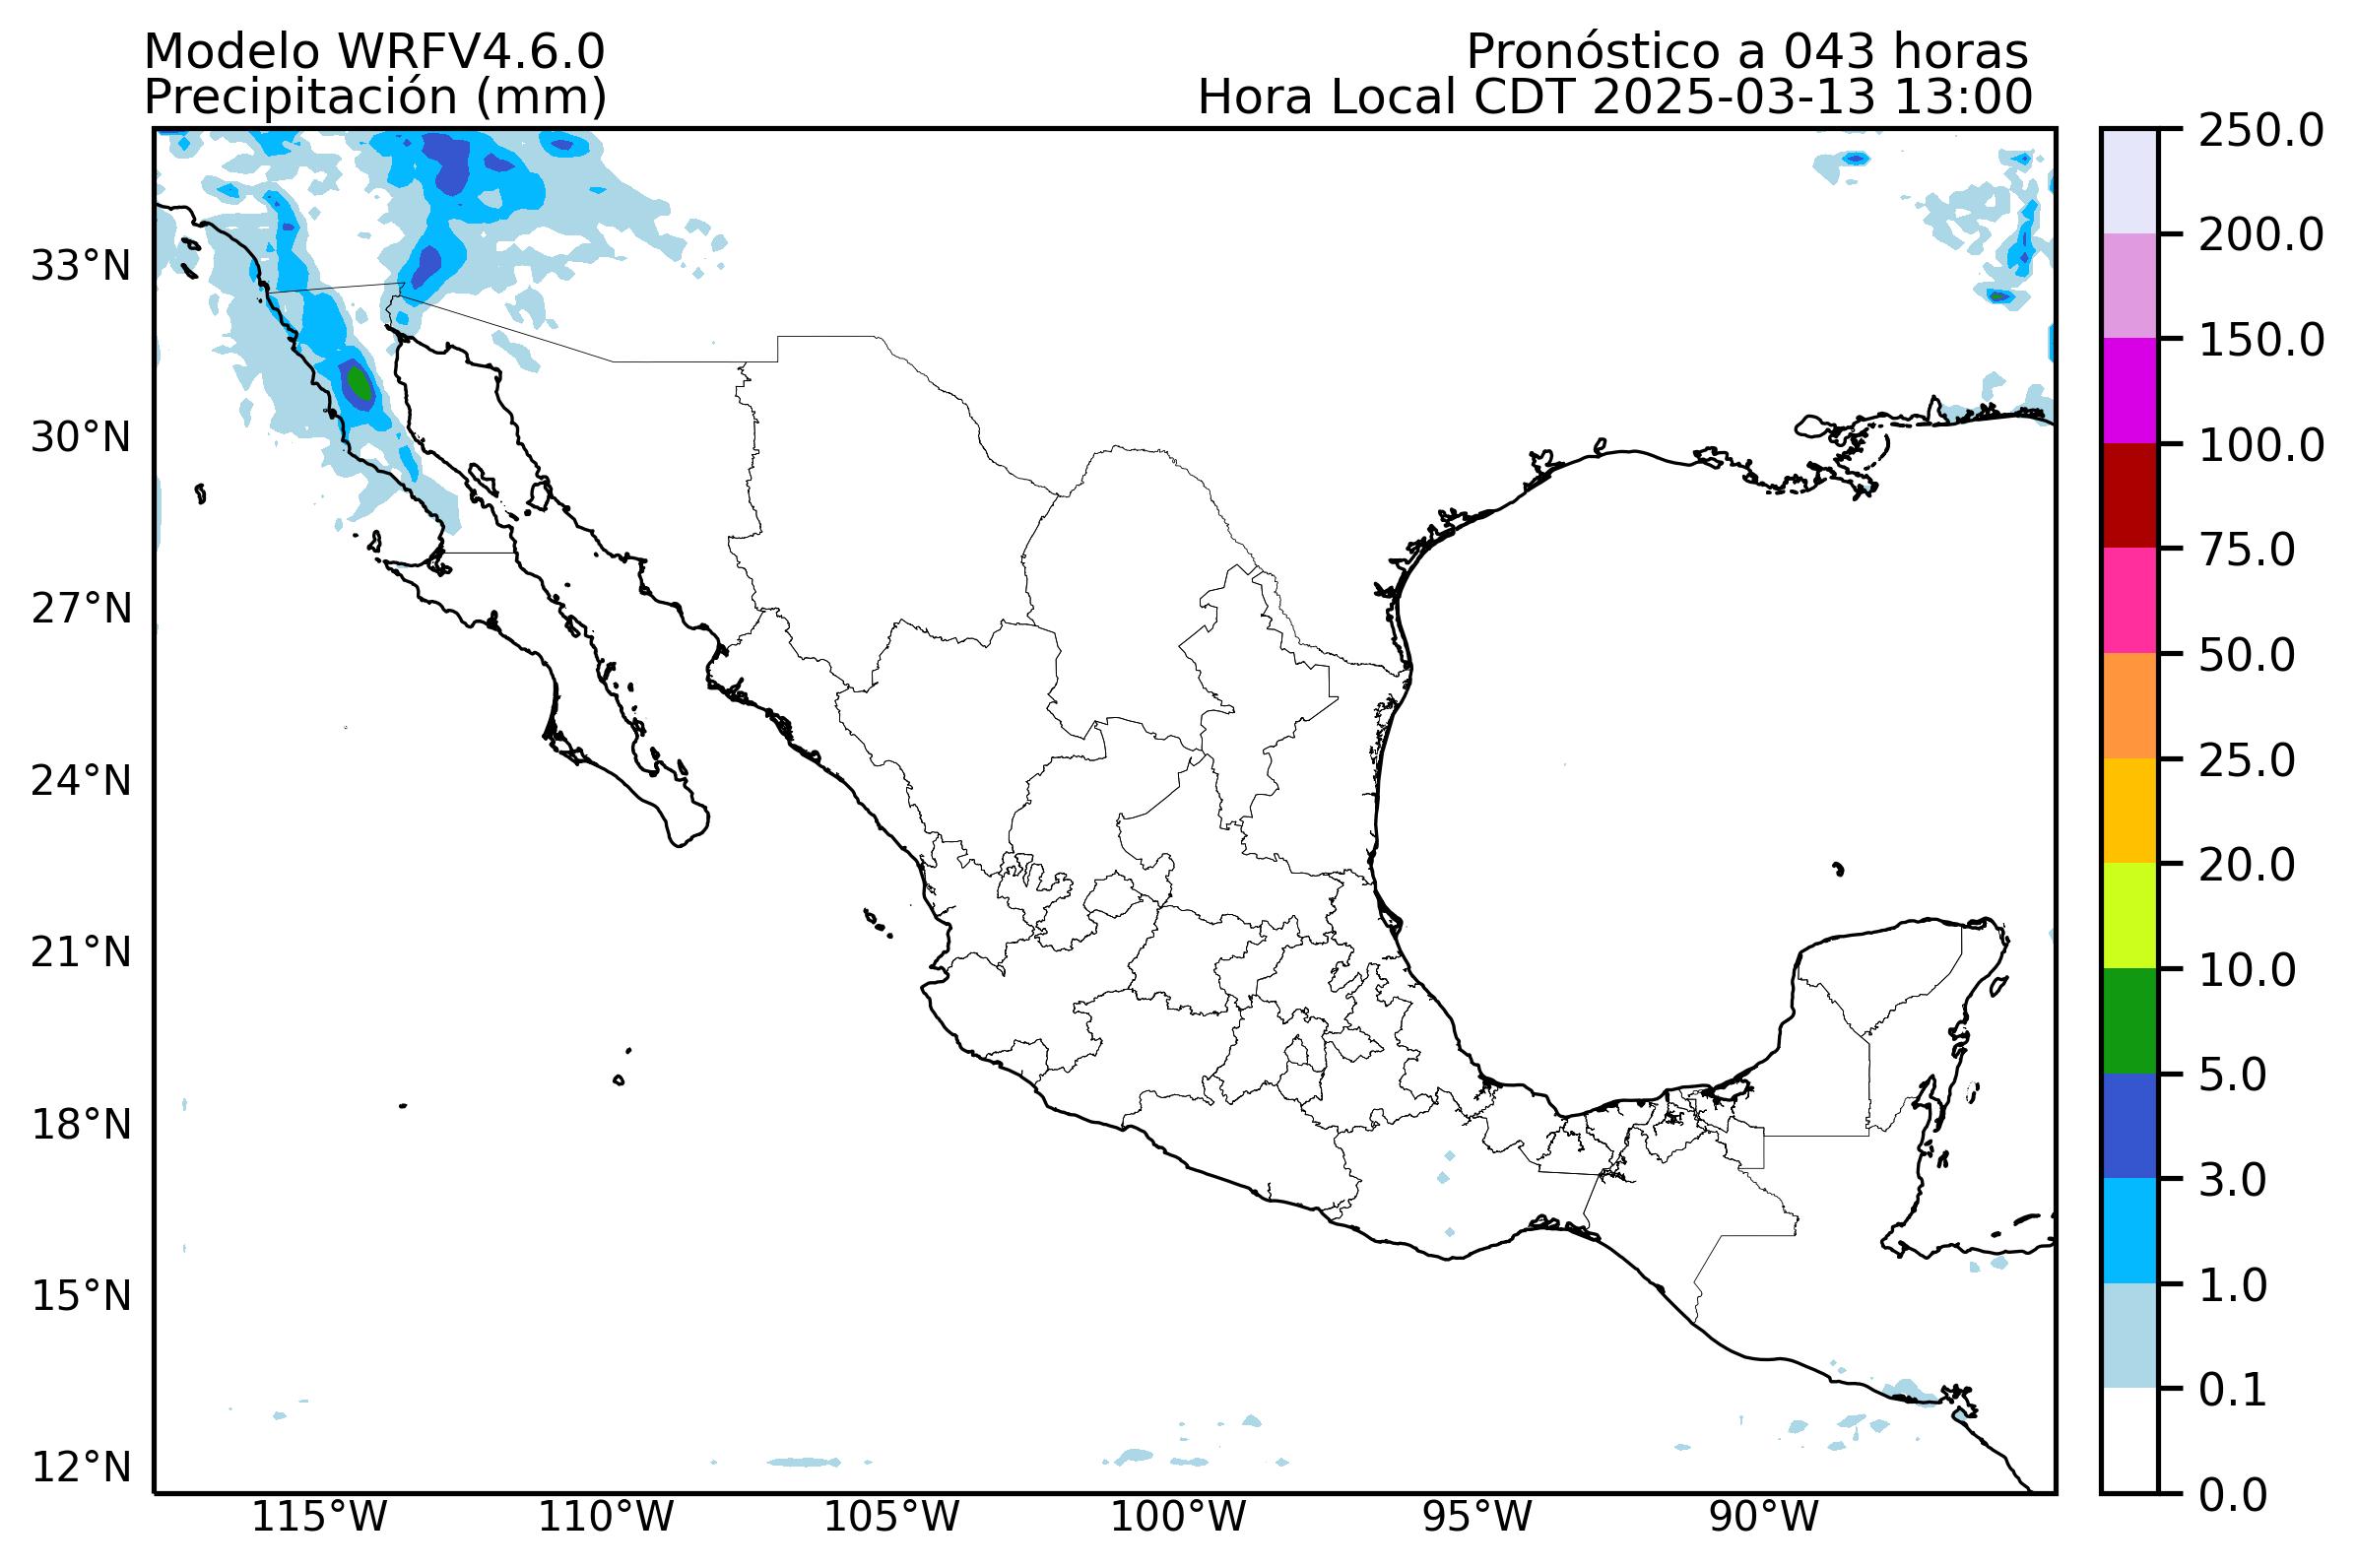 Modelo WRFV4.6.0
Precipitación (mm)
Pronóstico a 043 horas
Hora Local CDT 2025-03-13 13:00
33°N
30°N
27°N
24°N
21°N
18°N
15°N
12°N
115°W
110°W
105°W
100°W
95°W
90°W
250.0
200.0
150.0
100.0
75.0
50.0
25.0
20.0
10.0
5.0
3.0
1.0
0.1
0.0